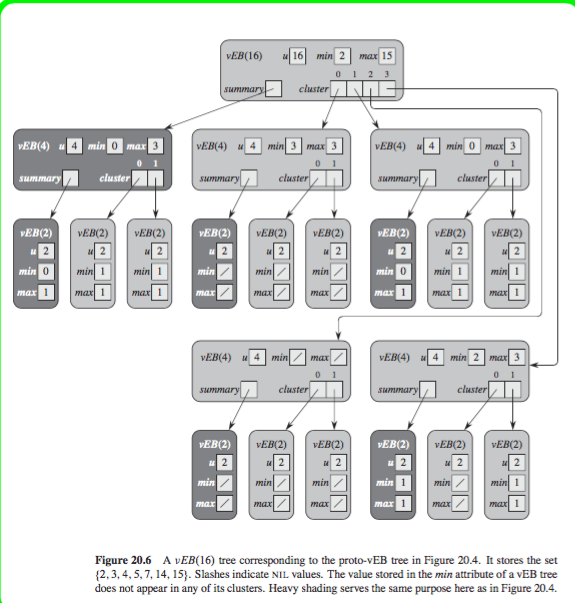 vEB(16) u 16 min 2 max 15
0 1 2 3
summary cluster
vEB(4) u 4 min 0 max 3
0 1
summary cluster
vEB(4) u 4 min 3 max 3
0 1
summary cluster
vEB(4) u 4 min 0 max 3
0 1
summary cluster
vEB(2)
u 2
min 0
max 1
vEB(2)
u 2
min 1
max 1
vEB(2)
u 2
min 1
max 1
vEB(2)
u 2
min /
max /
vEB(2)
u 2
min /
max /
vEB(2)
u 2
min /
max /
vEB(2)
u 2
min 0
max 1
vEB(2)
u 2
min 1
max 1
vEB(2)
u 2
min 1
max 1
vEB(4) u 4 min / max /
0 1
summary cluster
vEB(4) u 4 min 2 max 3
0 1
summary cluster
vEB(2)
u 2
min /
max /
vEB(2)
u 2
min /
max /
vEB(2)
u 2
min /
max /
vEB(2)
u 2
min 1
max 1
vEB(2)
u 2
min /
max /
vEB(2)
u 2
min 1
max 1
Figure 20.6 A vEB(16) tree corresponding to the proto-vEB tree in Figure 20.4. It stores the set
{2, 3, 4, 5, 7, 14, 15}. Slashes indicate NIL values. The value stored in the min attribute of a vEB tree
does not appear in any of its clusters. Heavy shading serves the same purpose here as in Figure 20.4.